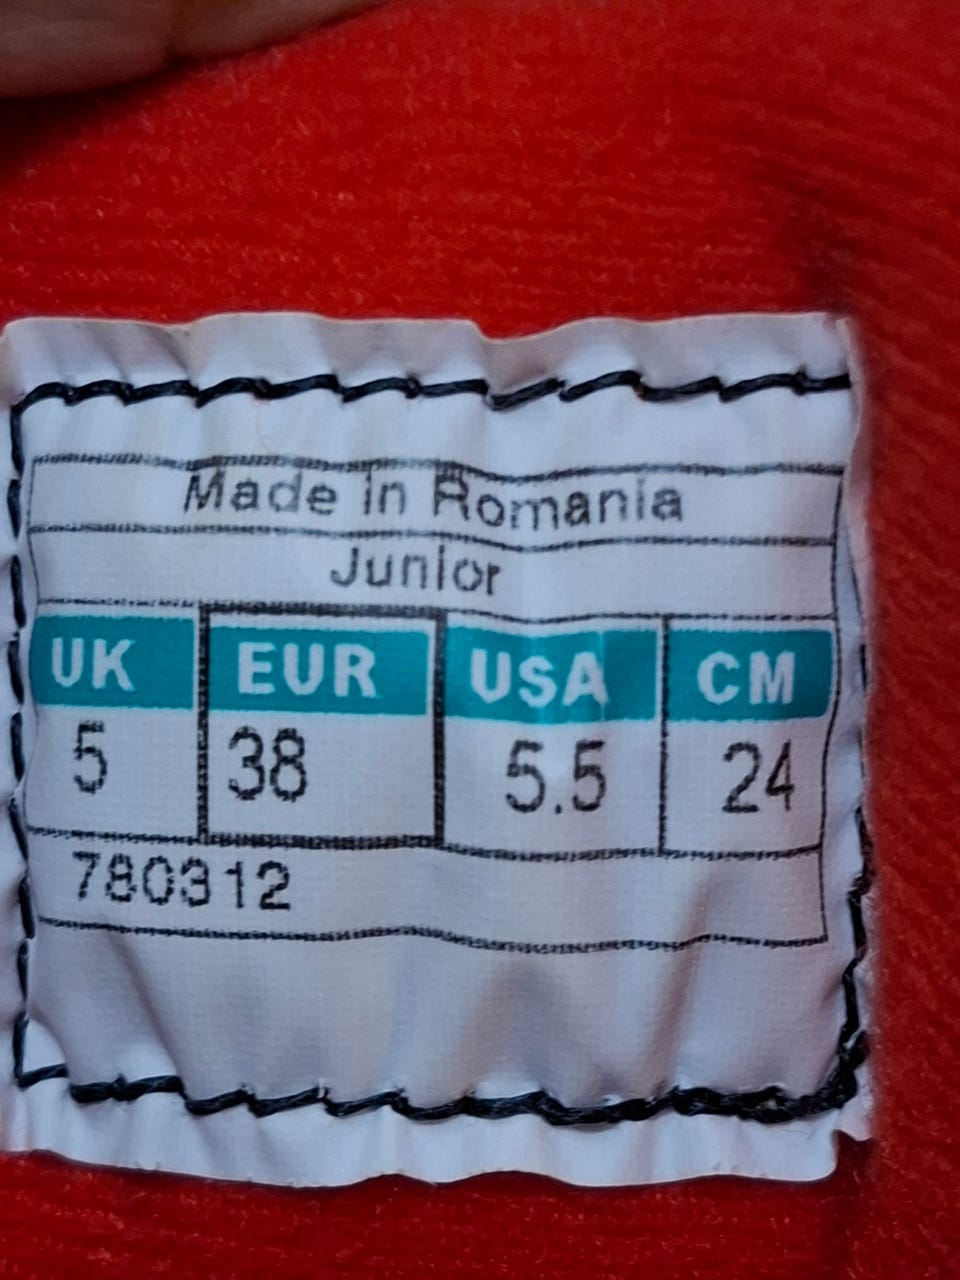 Made in Romania
Junior
UK EUR USA CM
5 38 5.5 24
780312